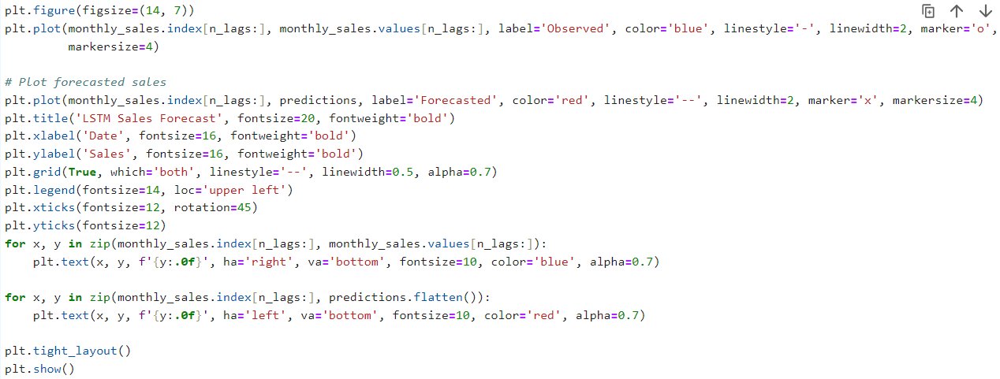 plt.figure(figsize=(14, 7))
plt.plot(monthly_sales.index[n_lags:], monthly_sales.values[n_lags:], label='Observed', color='blue', linestyle='-', linewidth=2, marker='o',
         markersize=4)

# Plot forecasted sales
plt.plot(monthly_sales.index[n_lags:], predictions, label='Forecasted', color='red', linestyle='--', linewidth=2, marker='x', markersize=4)
plt.title('LSTM Sales Forecast', fontsize=20, fontweight='bold')
plt.xlabel('Date', fontsize=16, fontweight='bold')
plt.ylabel('Sales', fontsize=16, fontweight='bold')
plt.grid(True, which='both', linestyle='--', linewidth=0.5, alpha=0.7)
plt.legend(fontsize=14, loc='upper left')
plt.xticks(fontsize=12, rotation=45)
plt.yticks(fontsize=12)
for x, y in zip(monthly_sales.index[n_lags:], monthly_sales.values[n_lags:]):
    plt.text(x, y, f'{y:.0f}', ha='right', va='bottom', fontsize=10, color='blue', alpha=0.7)

for x, y in zip(monthly_sales.index[n_lags:], predictions.flatten()):
    plt.text(x, y, f'{y:.0f}', ha='left', va='bottom', fontsize=10, color='red', alpha=0.7)

plt.tight_layout()
plt.show()